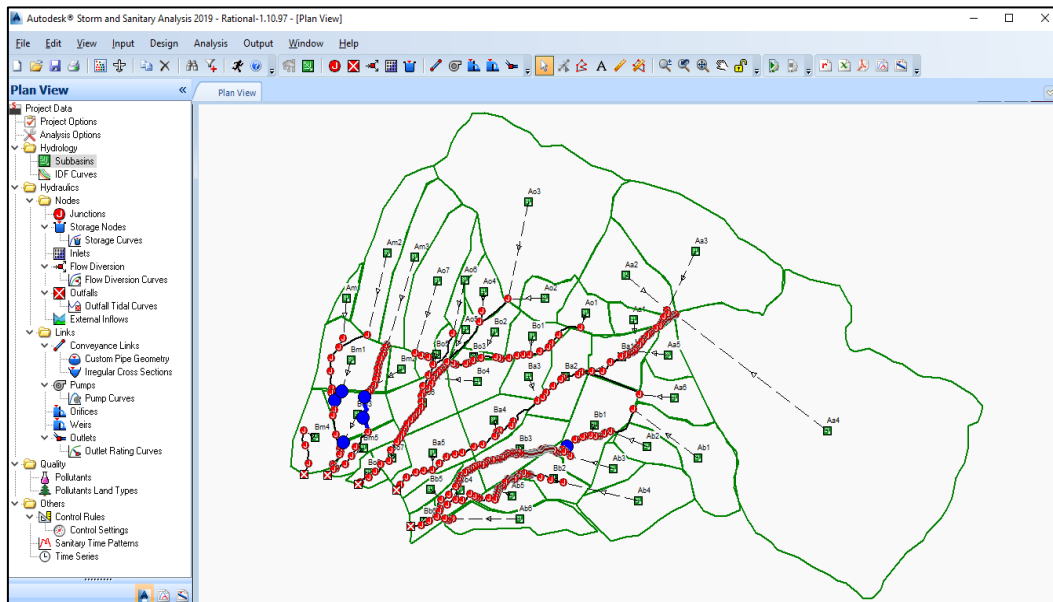 Autodesk® Storm and Sanitary Analysis 2019 - Rational-1.10.97 - [Plan View]
File Edit View Input Design Analysis Output Window Help
Plan View «
Plan View
Project Data
Project Options
Analysis Options
Hydrology
Subbasins
IDF Curves
Hydraulics
Nodes
Junctions
Storage Nodes
Storage Curves
Inlets
Flow Diversion
Flow Diversion Curves
Outfalls
Outfall Tidal Curves
External Inflows
Links
Conveyance Links
Custom Pipe Geometry
Irregular Cross Sections
Pumps
Pump Curves
Orifices
Weirs
Outlets
Outlet Rating Curves
Quality
Pollutants
Pollutants Land Types
Others
Control Rules
Control Settings
Sanitary Time Patterns
Time Series
Ao3
Am2
Am3
Aa3
Aa2
Ao7
Ao6
Ao4
Ao2
Ao1
Aa1
Bo2
Bo1
Bo3
Aa5
Bm1
Bo4
Ba3
Ba2
Aa6
Ba4
Bb1
Aa4
Bm4
Bm5
Ba5
Bb3
Ab2
Ab1
Ab3
Bb2
Bb5
Ab5
Ab4
Ab6